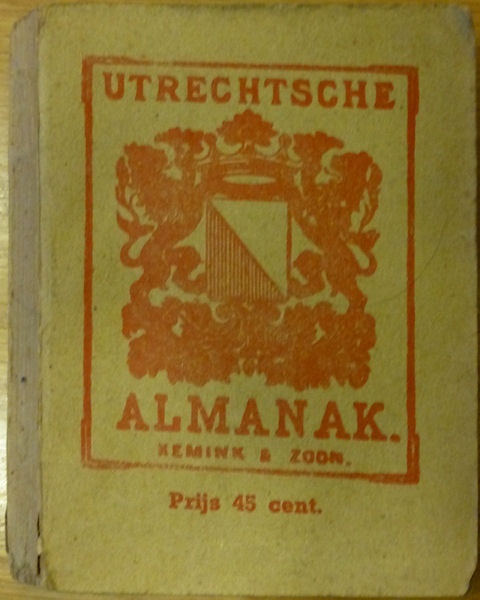 UTRECHTSCHE
ALMANAK.
KEMINK & ZOON.
Prijs 45 cent.